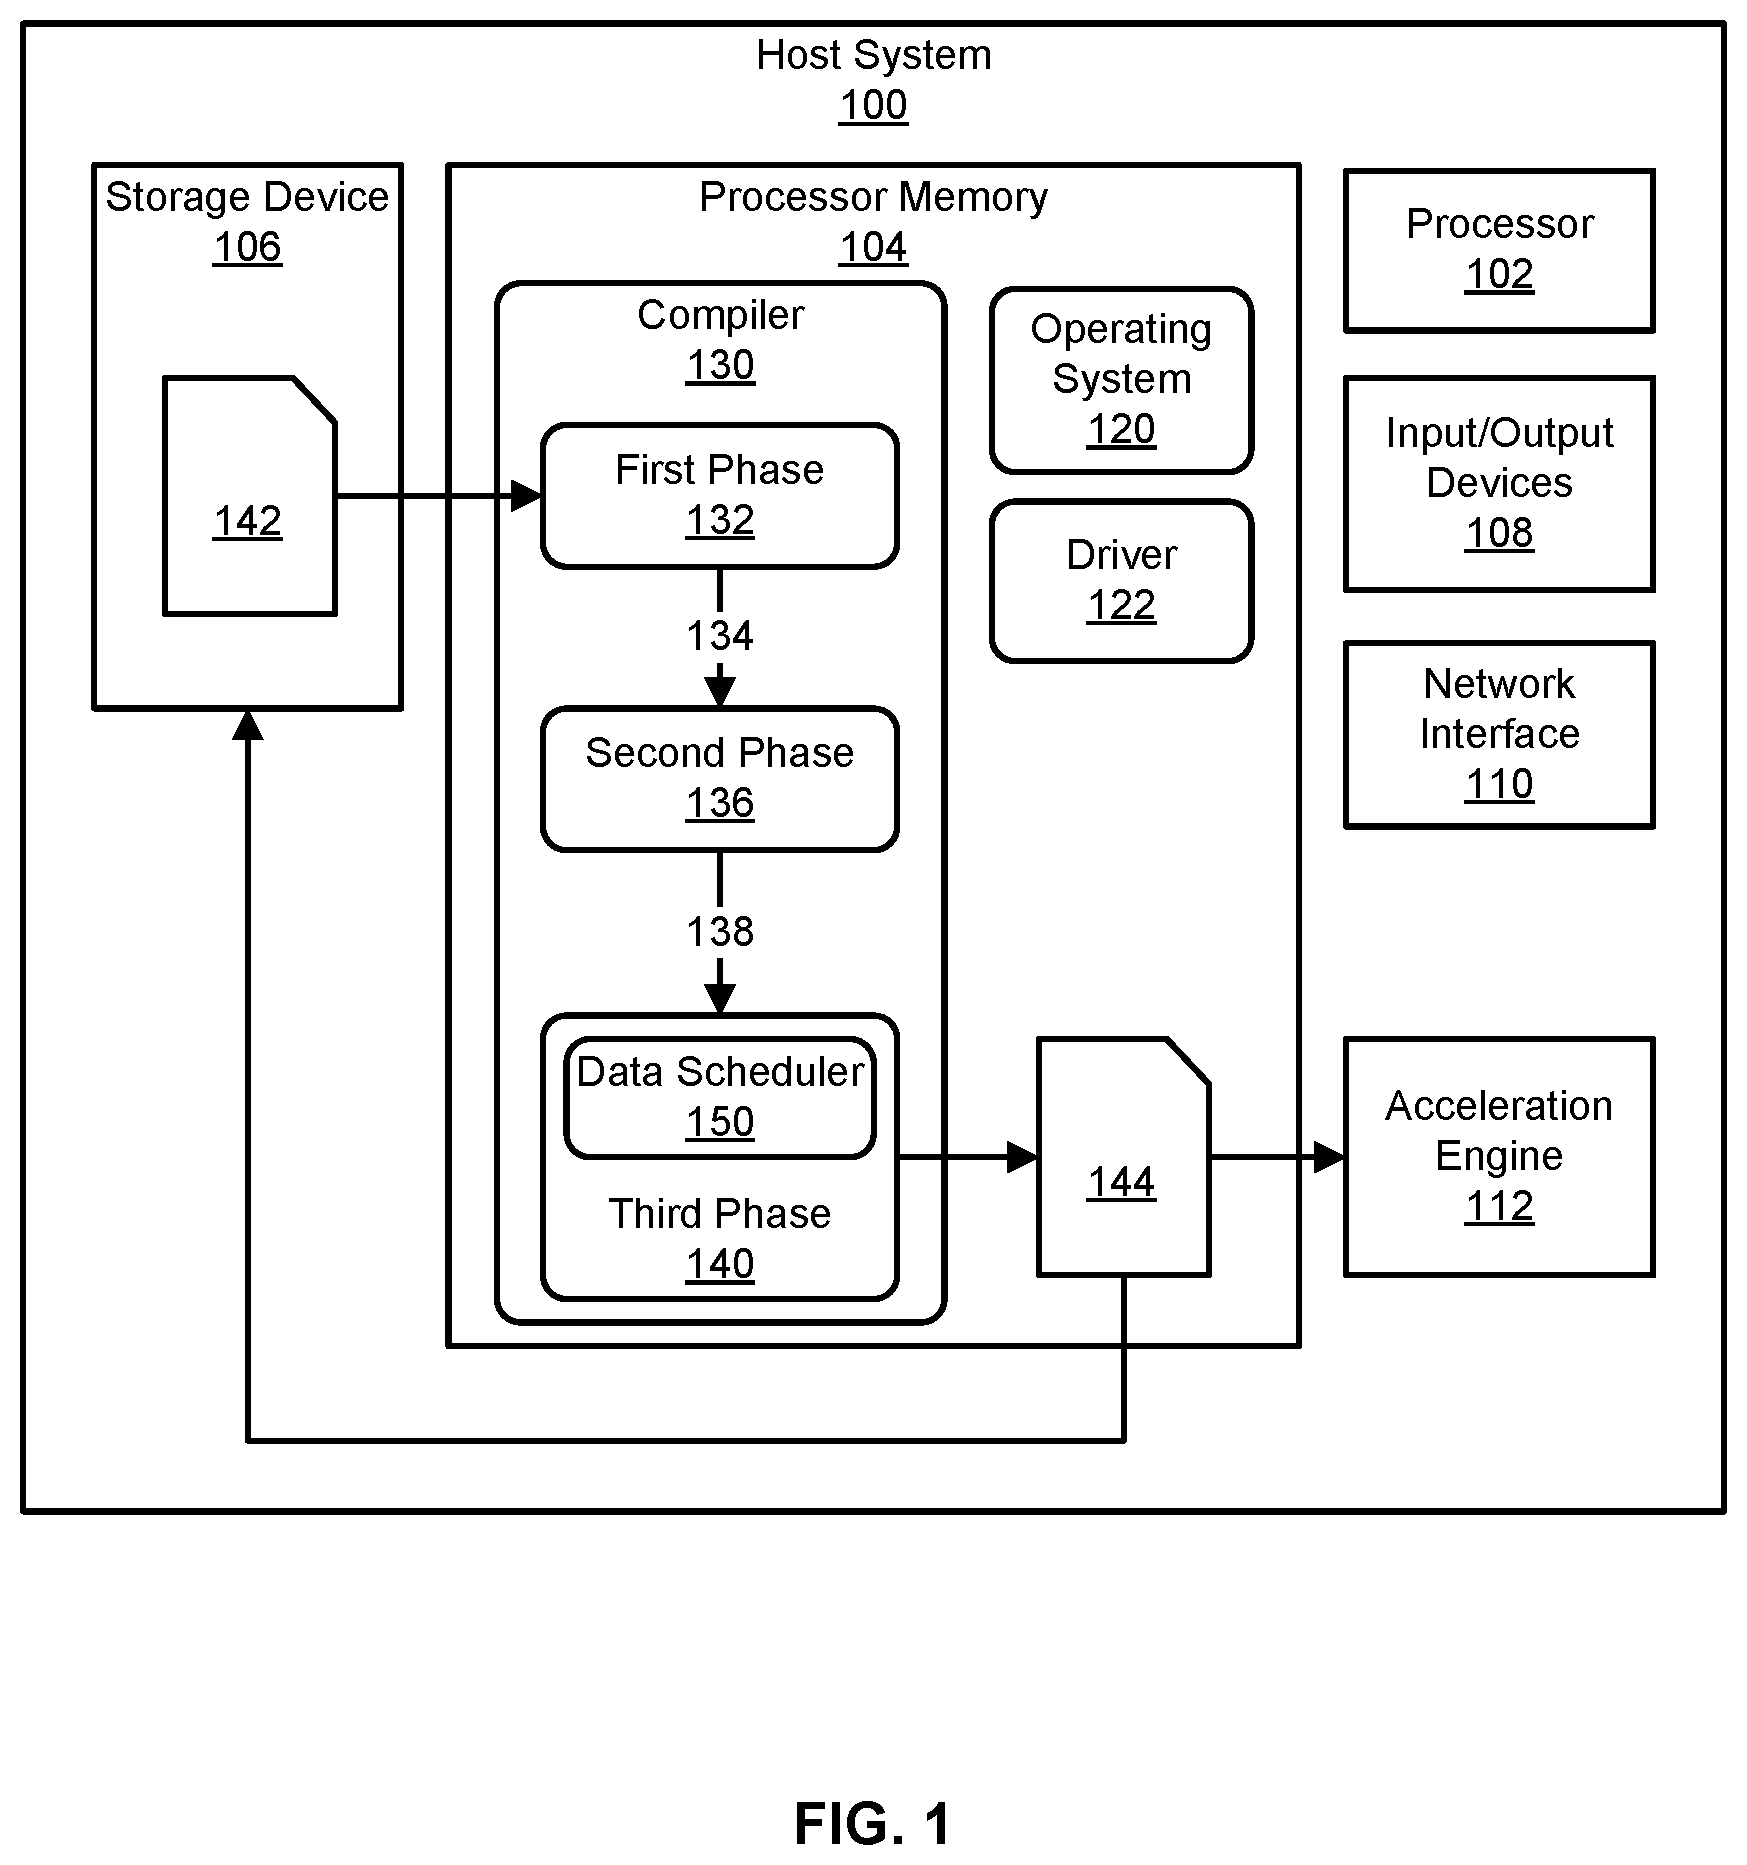 Host System
100
Storage Device
106
142
Processor Memory
104
Compiler
130
First Phase
132
134
Second Phase
136
138
Data Scheduler
150
Third Phase
140
Operating
System
120
Driver
122
144
Processor
102
Input/Output
Devices
108
Network
Interface
110
Acceleration
Engine
112
FIG. 1